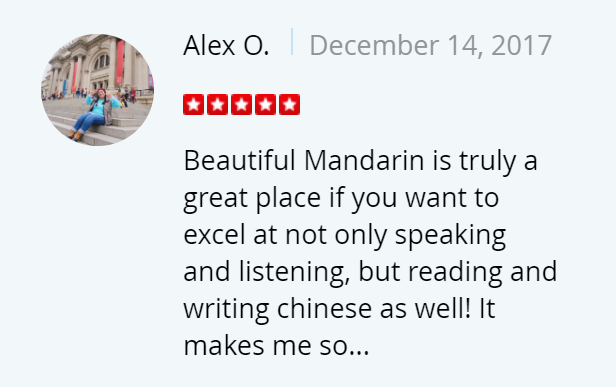 Alex O. December 14, 2017
Beautiful Mandarin is truly a
great place if you want to
excel at not only speaking
and listening, but reading and
writing chinese as well! It
makes me so...